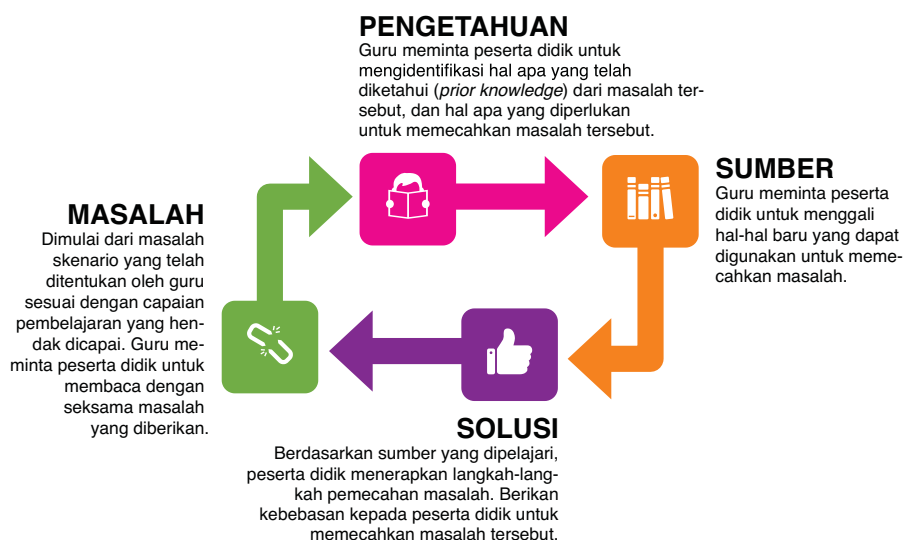 PENGETAHUAN
Guru meminta peserta didik untuk
mengidentifikasi hal apa yang telah
diketahui (prior knowledge) dari masalah ter-
sebut, dan hal apa yang diperlukan
untuk memecahkan masalah tersebut.
SUMBER
Guru meminta peserta
didik untuk menggali
hal-hal baru yang dapat
digunakan untuk meme-
cahkan masalah.
MASALAH
Dimulai dari masalah
skenario yang telah
ditentukan oleh guru
sesuai dengan capaian
pembelajaran yang hen-
dak dicapai. Guru me-
minta peserta didik untuk
membaca dengan
seksama masalah
yang diberikan.
SOLUSI
Berdasarkan sumber yang dipelajari,
peserta didik menerapkan langkah-lang-
kah pemecahan masalah. Berikan
kebebasan kepada peserta didik untuk
memecahkan masalah tersebut.